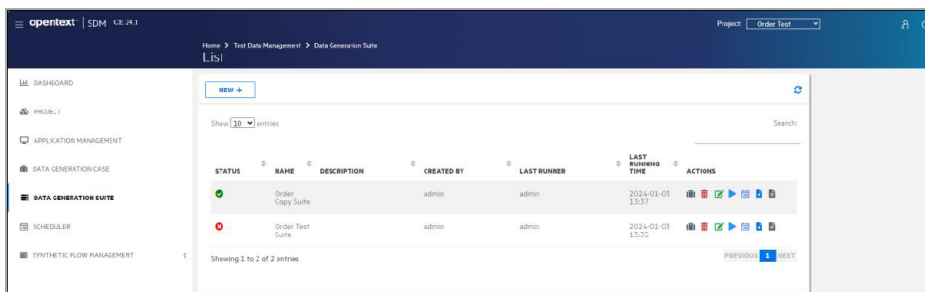 opentext | SDM CE 24.1
Project: Order Test
Home > Test Data Management > Data Generation Suite
List
DASHBOARD
PROJECT
APPLICATION MANAGEMENT
DATA GENERATION CASE
DATA GENERATION SUITE
SCHEDULER
SYNTHETIC FLOW MANAGEMENT
NEW +
Show 10 entries
Search:
STATUS NAME DESCRIPTION CREATED BY LAST RUNNER LAST RUNNING TIME ACTIONS
Order Copy Suite admin admin 2024-01-03 13:37
Order Test Suite admin admin 2024-01-03
Showing 1 to 2 of 2 entries
PREVIOUS 1 NEXT